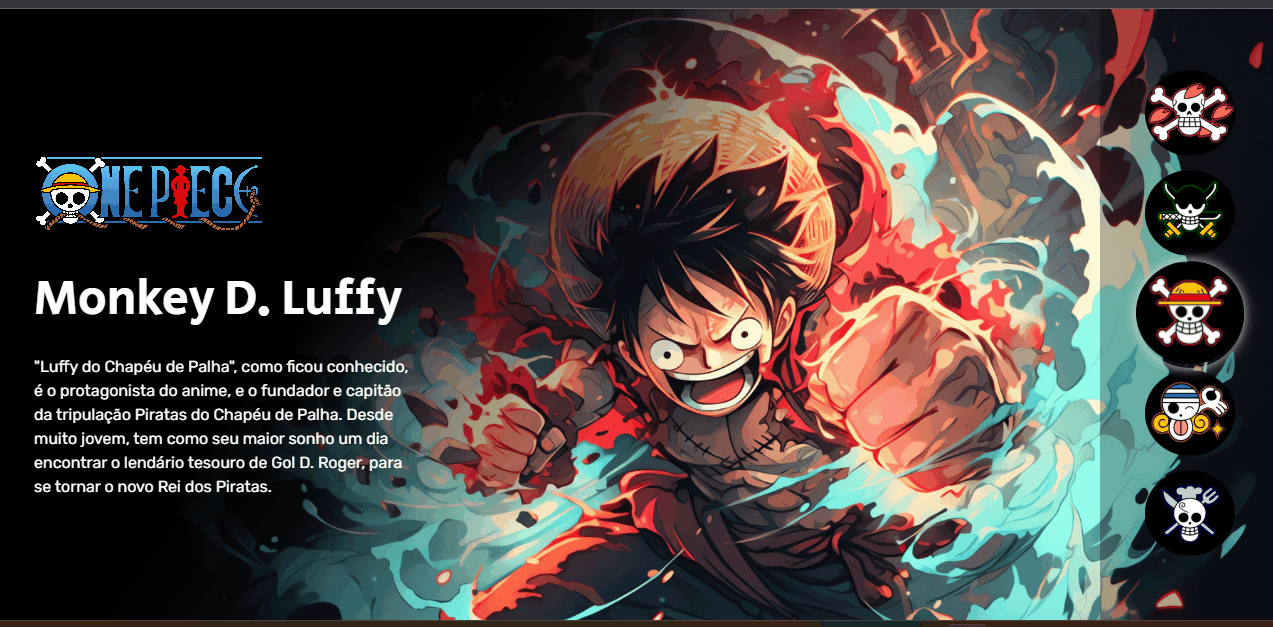 ONE PIECE
Monkey D. Luffy
"Luffy do Chapéu de Palha", como ficou conhecido,
é o protagonista do anime, e o fundador e capitão
da tripulação Piratas do Chapéu de Palha. Desde
muito jovem, tem como seu maior sonho um dia
encontrar o lendário tesouro de Gol D. Roger, para
se tornar o novo Rei dos Piratas.